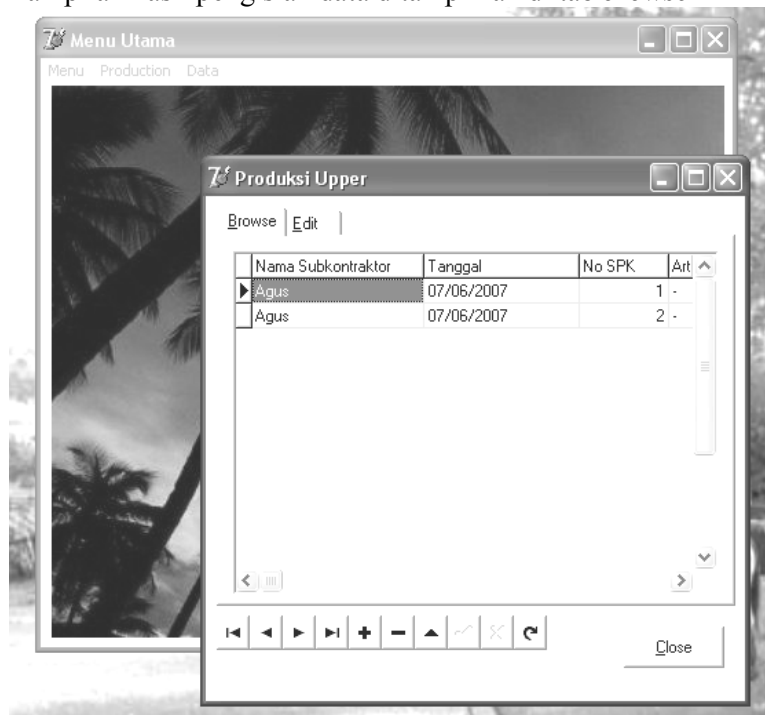 Menu Utama
Menu Production Data
Produksi Upper
Browse Edit
Nama Subkontraktor Tanggal No SPK Art
Agus 07/06/2007 1 -
Agus 07/06/2007 2 -
Close